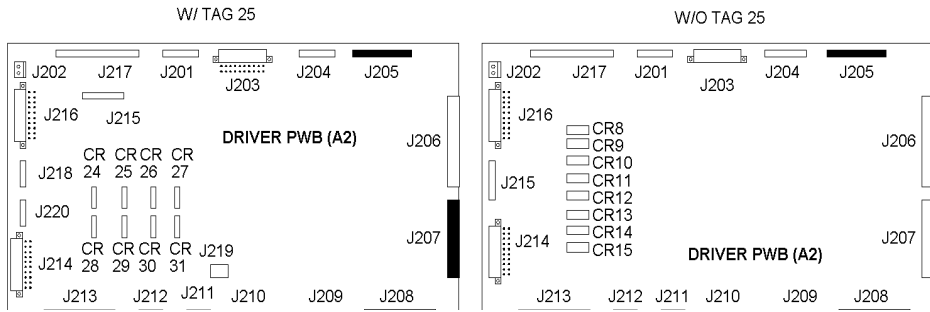 W/ TAG 25
W/O TAG 25
J202 J217 J201 J203 J204 J205
J216 J215
DRIVER PWB (A2)
J206
CR 24 CR 25 CR 26 CR 27
J218
J220
J207
J214
CR 28 CR 29 CR 30 CR 31
J219
J213 J212 J211 J210 J209 J208
J202 J217 J201 J203 J204 J205
J216
CR8
CR9
CR10
CR11
CR12
CR13
CR14
CR15
J206
J215
J214
J207
DRIVER PWB (A2)
J213 J212 J211 J210 J209 J208